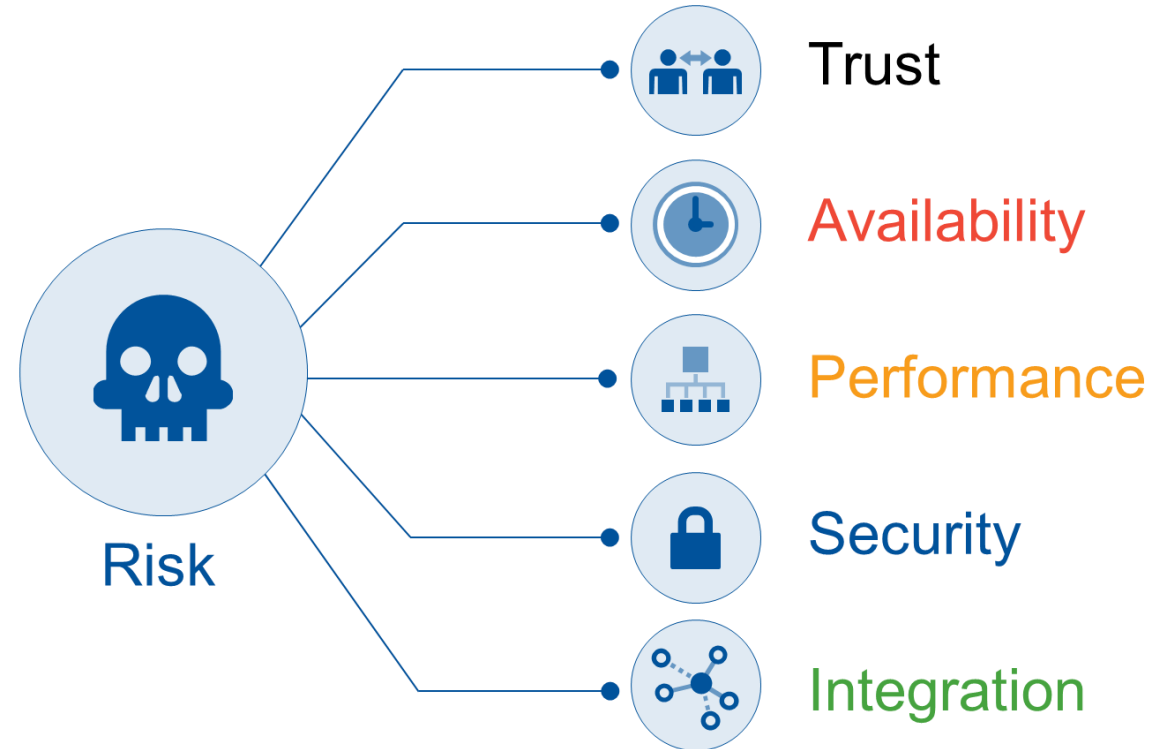 Trust
Availability
Performance
Risk
Security
Integration